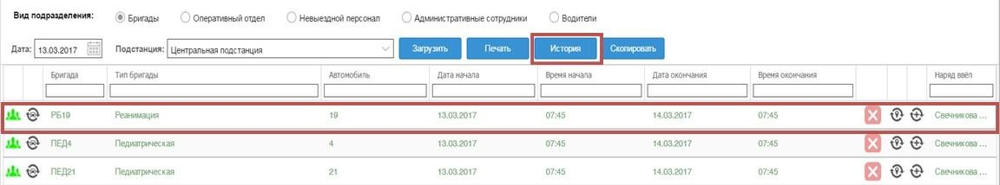 Вид подразделения: Бригады Оперативный отдел Невыездной персонал Административные сотрудники Водители
Дата: 13.03.2017 Подстанция: Центральная подстанция Загрузить Печать История Скопировать
Бригада Тип бригады Автомобиль Дата начала Время начала Дата окончания Время окончания Наряд ввёл
РБ19 Реанимация 19 13.03.2017 07:45 14.03.2017 07:45 Свечникова ...
ПЕД4 Педиатрическая 4 13.03.2017 07:45 14.03.2017 07:45 Свечникова ...
ПЕД21 Педиатрическая 21 13.03.2017 07:45 14.03.2017 07:45 Свечникова ...